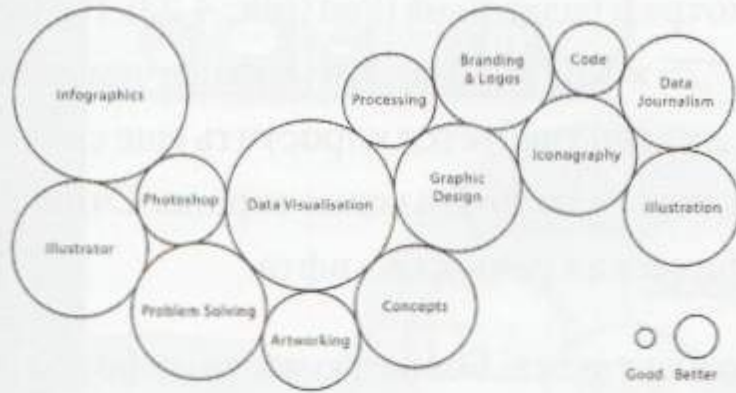 Infographics
Photoshop
Illustrator
Data Visualisation
Problem Solving
Artworking
Concepts
Processing
Graphic
Design
Branding
& Logos
Code
Iconography
Data
Journalism
Illustration
Good Better